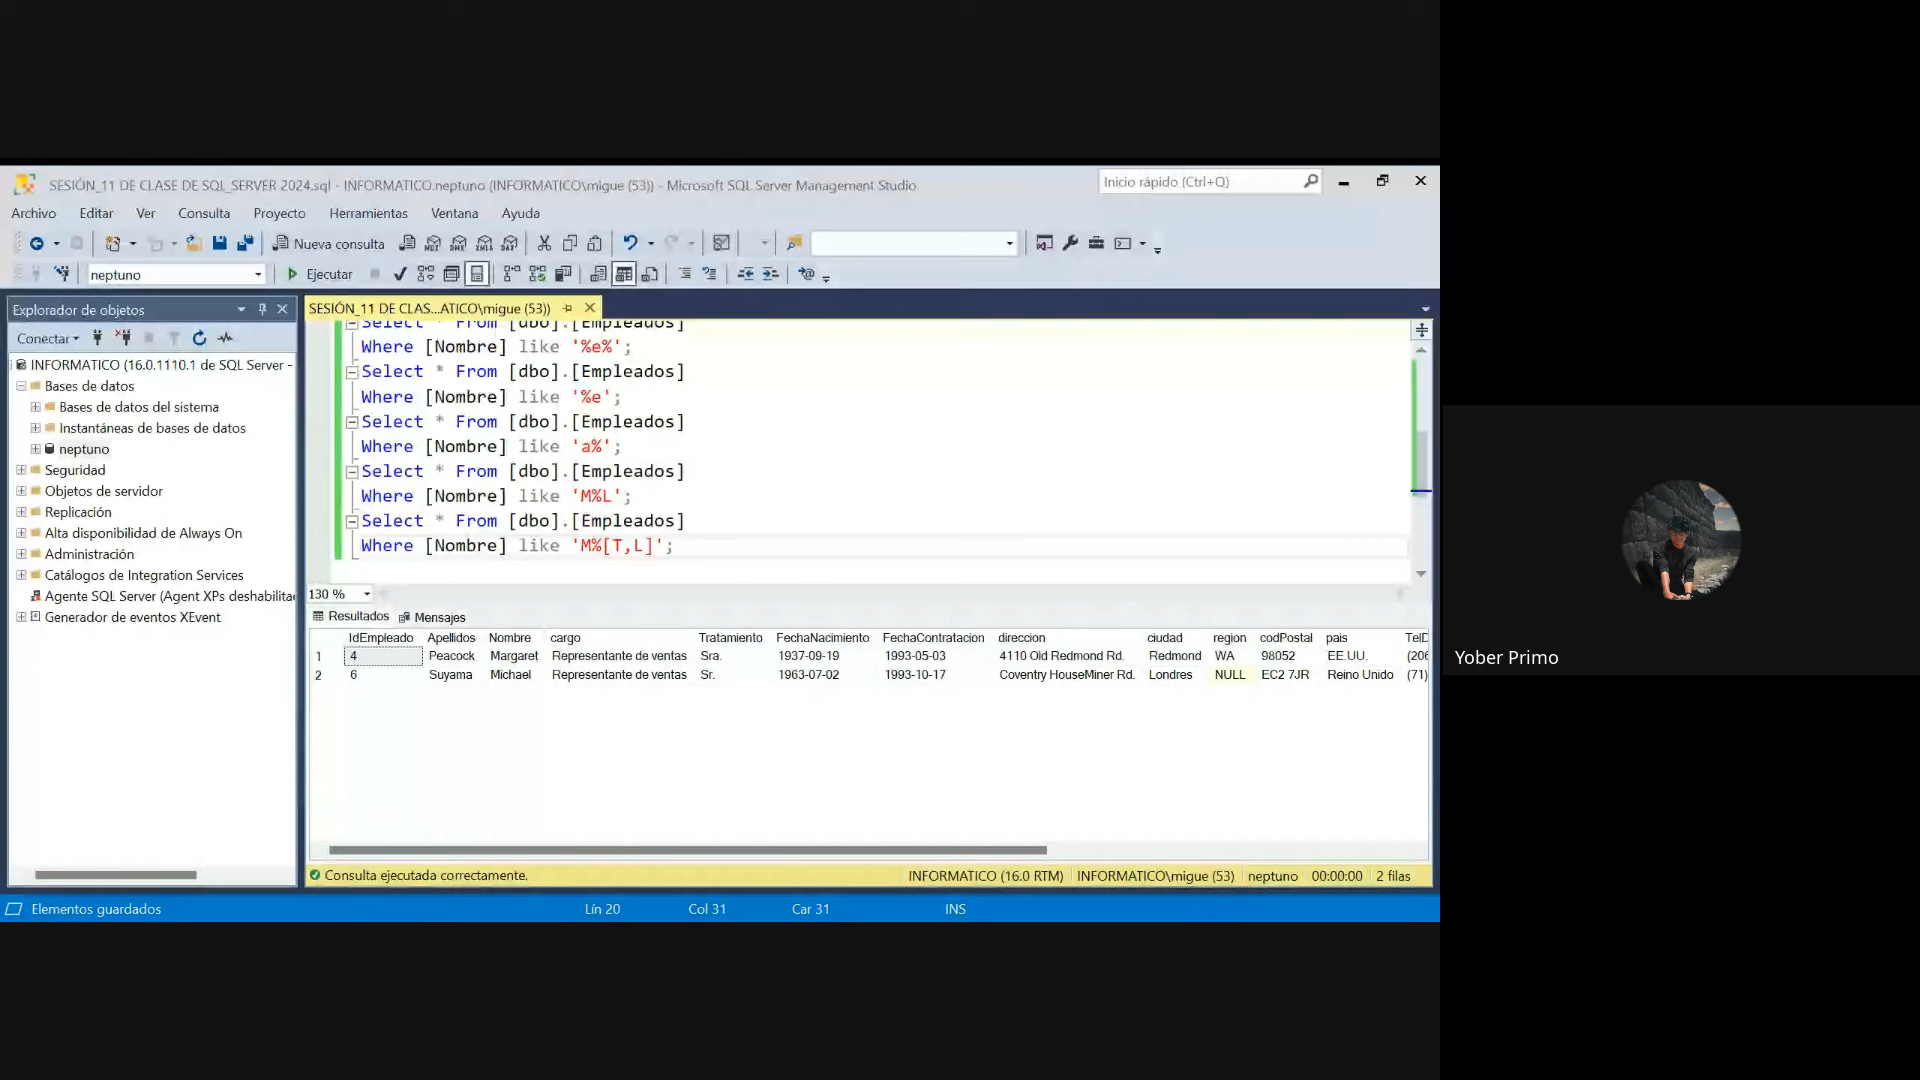 SESIÓN_11 DE CLASE DE SQL_SERVER 2024.sql - INFORMATICO.neptuno (INFORMATICO\migue (53)) - Microsoft SQL Server Management Studio
Inicio rápido (Ctrl+Q)
Archivo Editar Ver Consulta Proyecto Herramientas Ventana Ayuda
Nueva consulta
neptuno Ejecutar
Explorador de objetos
Conectar
INFORMATICO (16.0.1110.1 de SQL Server -
Bases de datos
Bases de datos del sistema
Instantáneas de bases de datos
neptuno
Seguridad
Objetos de servidor
Replicación
Alta disponibilidad de Always On
Administración
Catálogos de Integration Services
Agente SQL Server (Agent XPs deshabilita
Generador de eventos XEvent
SESIÓN_11 DE CLAS...ATICO\migue (53))
Select * From [dbo].[Empleados]
Where [Nombre] like '%e%';
Select * From [dbo].[Empleados]
Where [Nombre] like '%e';
Select * From [dbo].[Empleados]
Where [Nombre] like 'a%';
Select * From [dbo].[Empleados]
Where [Nombre] like 'M%L';
Select * From [dbo].[Empleados]
Where [Nombre] like 'M%[T,L]';
130 %
Resultados Mensajes
IdEmpleado Apellidos Nombre cargo Tratamiento FechaNacimiento FechaContratacion direccion ciudad region codPostal pais TelD
1 4 Peacock Margaret Representante de ventas Sra. 1937-09-19 1993-05-03 4110 Old Redmond Rd. Redmond WA 98052 EE.UU. (206
2 6 Suyama Michael Representante de ventas Sr. 1963-07-02 1993-10-17 Coventry HouseMiner Rd. Londres NULL EC2 7JR Reino Unido (71)
Consulta ejecutada correctamente. INFORMATICO (16.0 RTM) INFORMATICO\migue (53) neptuno 00:00:00 2 filas
Elementos guardados Lín 20 Col 31 Car 31 INS
Yober Primo